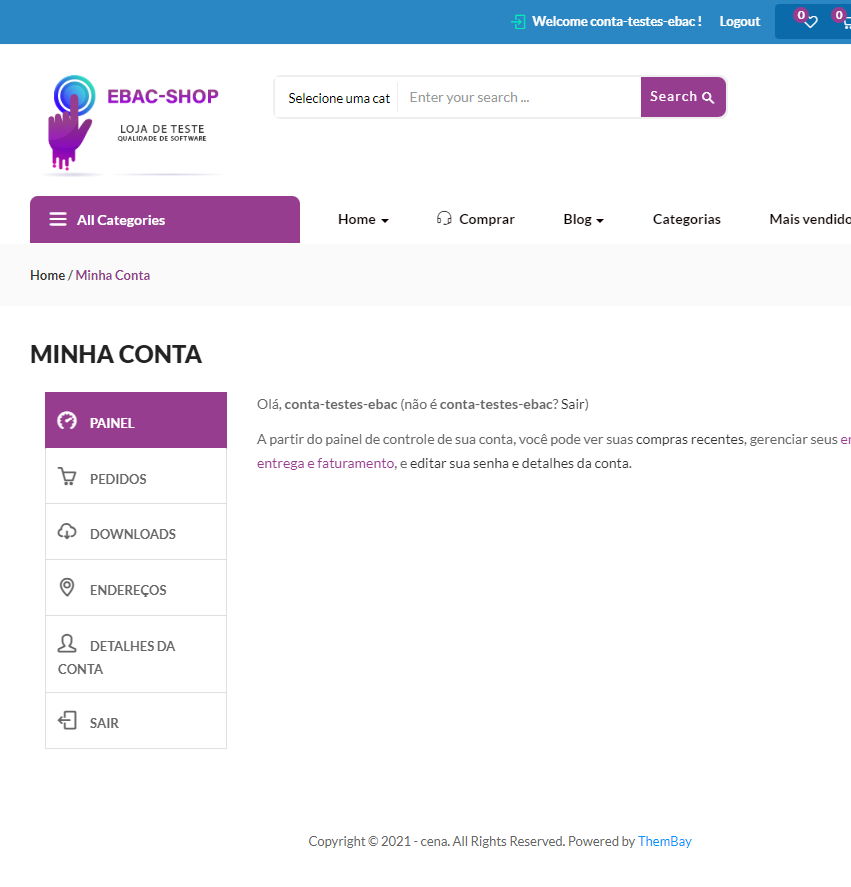 Welcome conta-testes-ebac ! Logout 0 0
EBAC-SHOP
LOJA DE TESTE
QUALIDADE DE SOFTWARE
Selecione uma cat Enter your search ... Search
All Categories Home Comprar Blog Categorias Mais vendido
Home / Minha Conta
MINHA CONTA
PAINEL
PEDIDOS
DOWNLOADS
ENDEREÇOS
DETALHES DA
CONTA
SAIR
Olá, conta-testes-ebac (não é conta-testes-ebac? Sair)
A partir do painel de controle de sua conta, você pode ver suas compras recentes, gerenciar seus
entrega e faturamento, e editar sua senha e detalhes da conta.
Copyright © 2021 - cena. All Rights Reserved. Powered by ThemBay